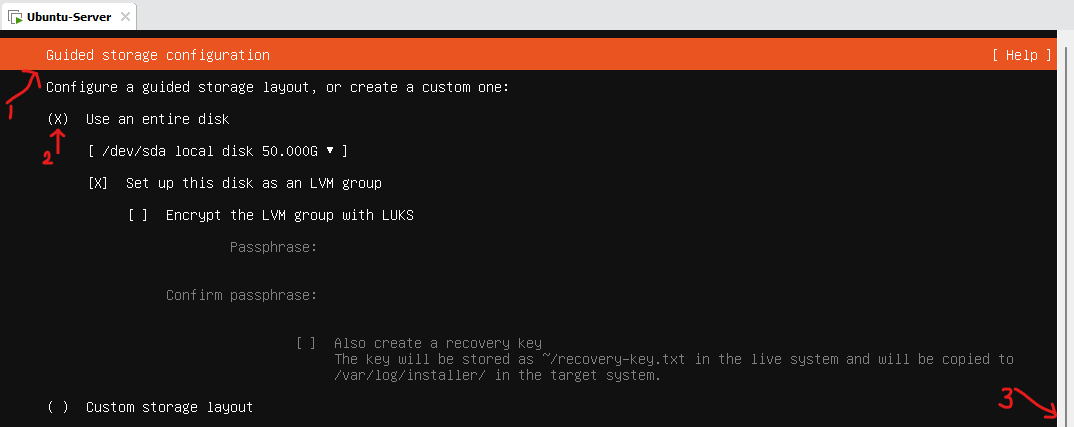 Ubuntu-Server
Guided storage configuration [ Help ]
1
Configure a guided storage layout, or create a custom one:
(X) Use an entire disk
2
[ /dev/sda local disk 50.000G ▾ ]
[X] Set up this disk as an LVM group
[ ] Encrypt the LVM group with LUKS
Passphrase:
Confirm passphrase:
[ ] Also create a recovery key
The key will be stored as ~/recovery-key.txt in the live system and will be copied to
/var/log/installer/ in the target system.
3
( ) Custom storage layout